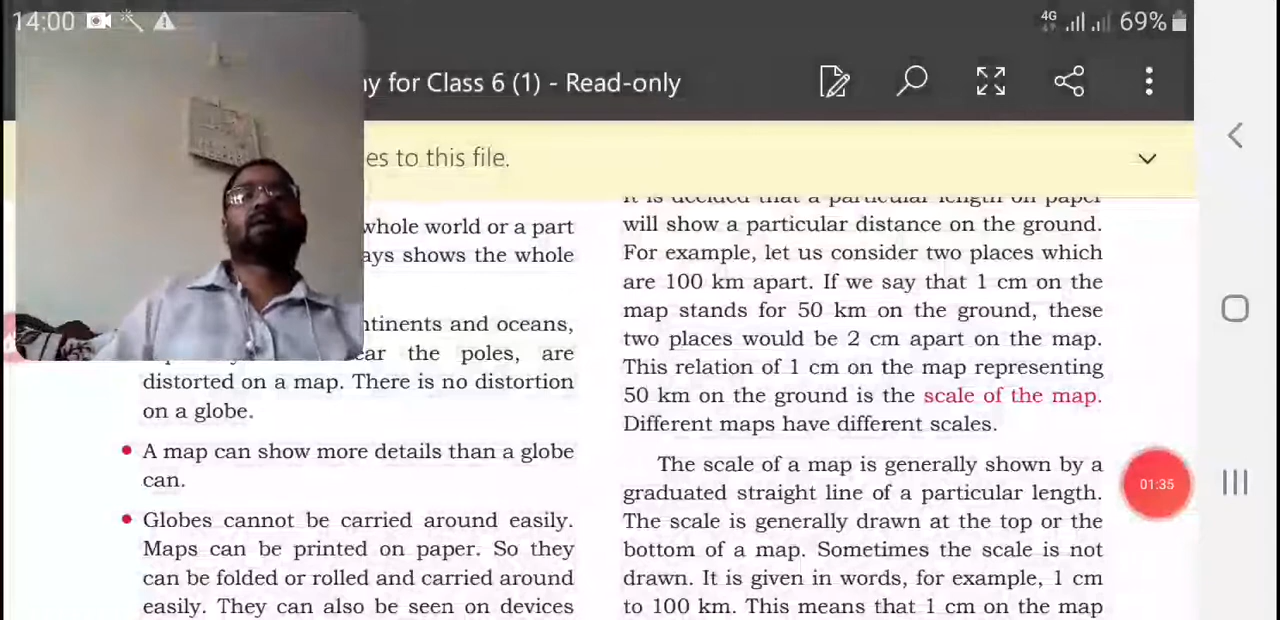 14:00
4G
69%
y for Class 6 (1) - Read-only
es to this file.
whole world or a part
ays shows the whole
ntinents and oceans,
the poles, are
distorted on a map. There is no distortion
on a globe.
• A map can show more details than a globe
can.
• Globes cannot be carried around easily.
Maps can be printed on paper. So they
can be folded or rolled and carried around
easily. They can also be seen on devices
It is decided that a particular length on paper
will show a particular distance on the ground.
For example, let us consider two places which
are 100 km apart. If we say that 1 cm on the
map stands for 50 km on the ground, these
two places would be 2 cm apart on the map.
This relation of 1 cm on the map representing
50 km on the ground is the scale of the map.
Different maps have different scales.
The scale of a map is generally shown by a
graduated straight line of a particular length.
The scale is generally drawn at the top or the
bottom of a map. Sometimes the scale is not
drawn. It is given in words, for example, 1 cm
to 100 km. This means that 1 cm on the map
01:35